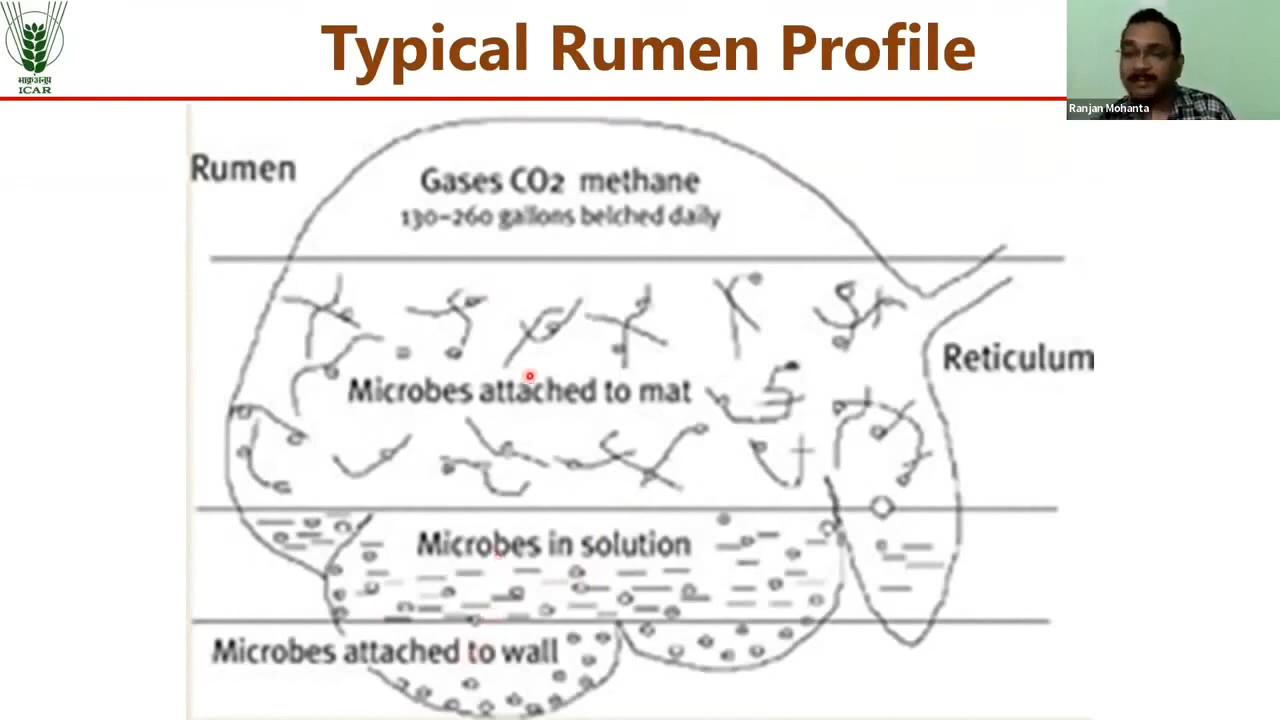 Typical Rumen Profile
ICAR
Ranjan Mohanta
Rumen
Gases CO2 methane
130-260 gallons belched daily
Reticulum
Microbes attached to mat
Microbes in solution
Microbes attached to wall